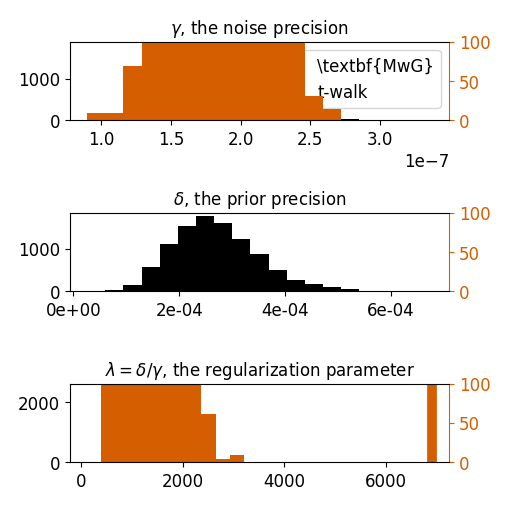 γ, the noise precision
1000
0
100
50
0
\textbf{MwG}
t-walk
1.0 1.5 2.0 2.5 3.0
1e−7
δ, the prior precision
1000
0
100
50
0
0e+00 2e-04 4e-04 6e-04
λ = δ/γ, the regularization parameter
2000
0
100
50
0
0 2000 4000 6000